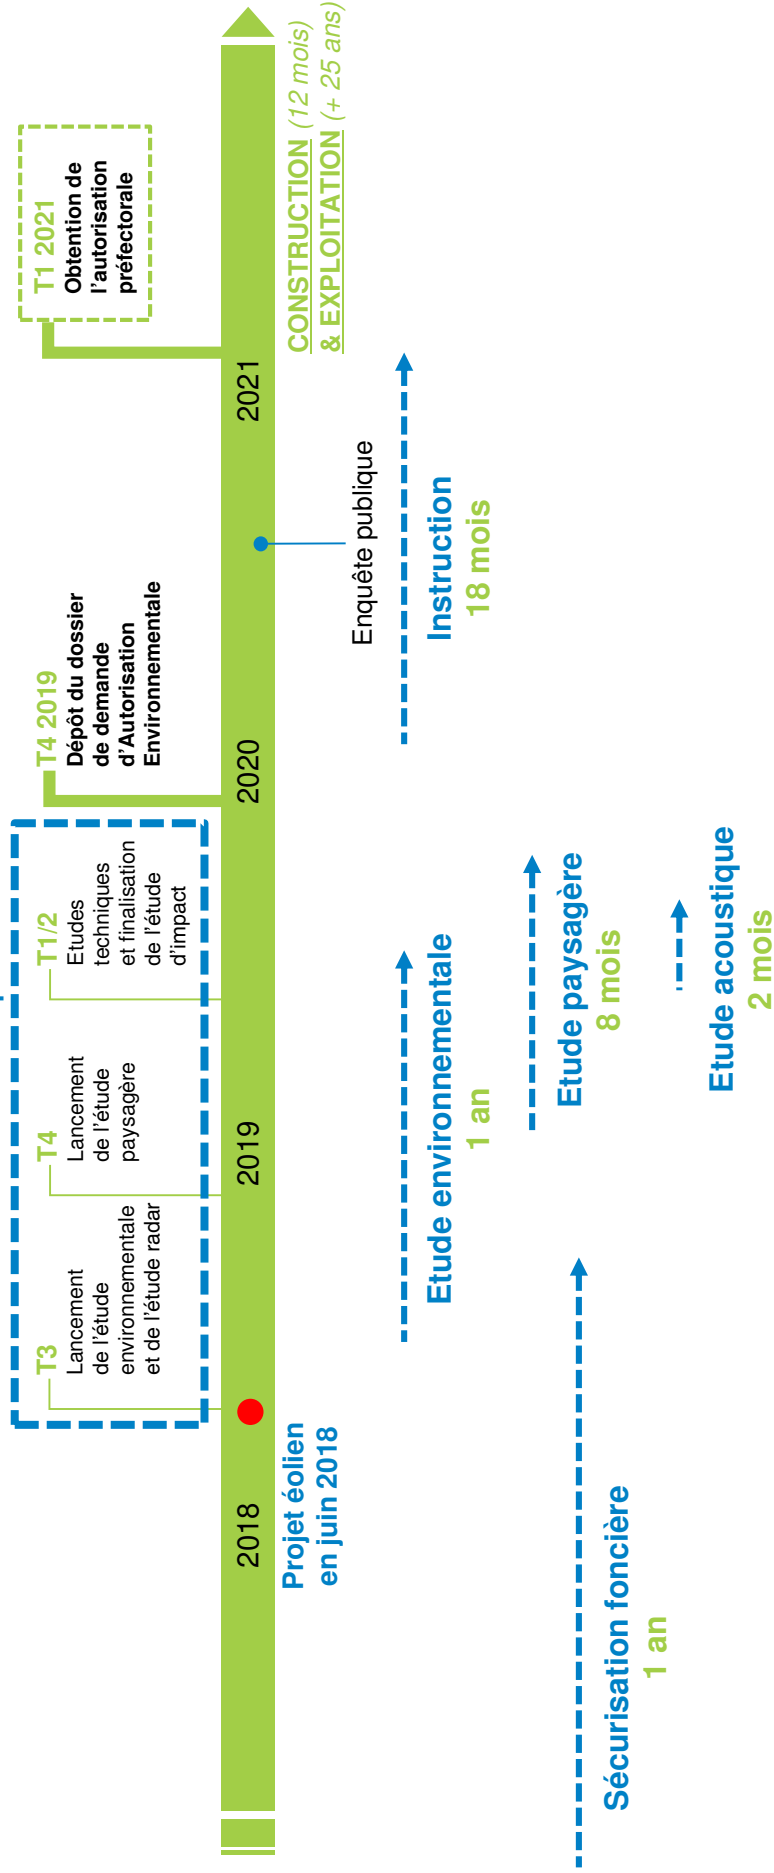 T3
Lancement
de l'étude
environnementale
et de l'étude radar
T4
Lancement
de l'étude
paysagère
T1/2
Etudes
techniques
et finalisation
de l'étude
d'impact
T4 2019
Dépôt du dossier
de demande
d'Autorisation
Environnementale
T1 2021
Obtention de
l'autorisation
préfectorale
2018
2019
2020
2021
Projet éolien
en juin 2018
Enquête publique
CONSTRUCTION (12 mois)
& EXPLOITATION (+ 25 ans)
Etude environnementale
1 an
Instruction
18 mois
Etude paysagère
8 mois
Sécurisation foncière
1 an
Etude acoustique
2 mois